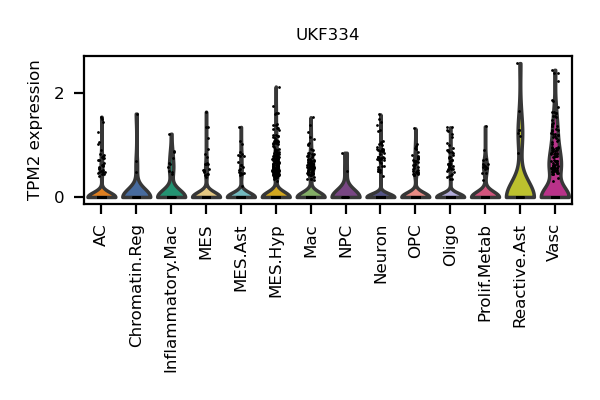 UKF334
TPM2 expression
2
0
AC
Chromatin.Reg
Inflammatory.Mac
MES
MES.Ast
MES.Hyp
Mac
NPC
Neuron
OPC
Oligo
Prolif.Metab
Reactive.Ast
Vasc